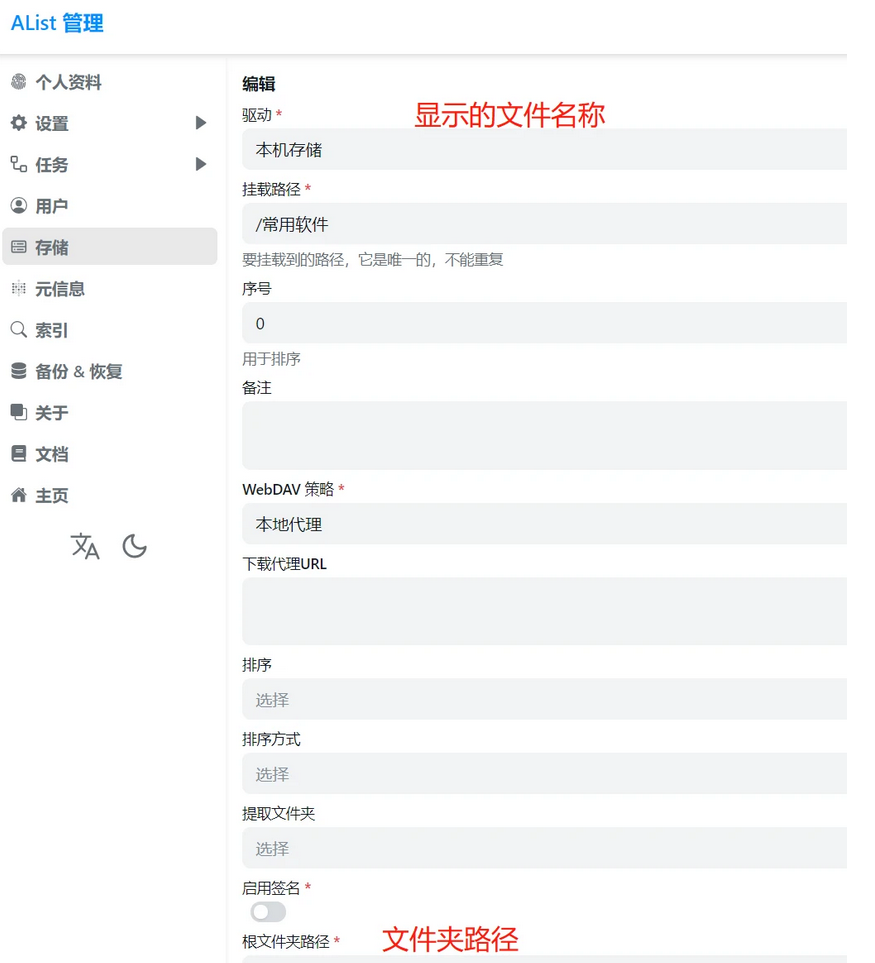 AList 管理
个人资料
设置
任务
用户
存储
元信息
索引
备份 & 恢复
关于
文档
主页
编辑
驱动 *
显示的文件名称
本机存储
挂载路径 *
/常用软件
要挂载到的路径，它是唯一的，不能重复
序号
0
用于排序
备注
WebDAV 策略 *
本地代理
下载代理URL
排序
选择
排序方式
选择
提取文件夹
选择
启用签名 *
根文件夹路径 *
文件夹路径